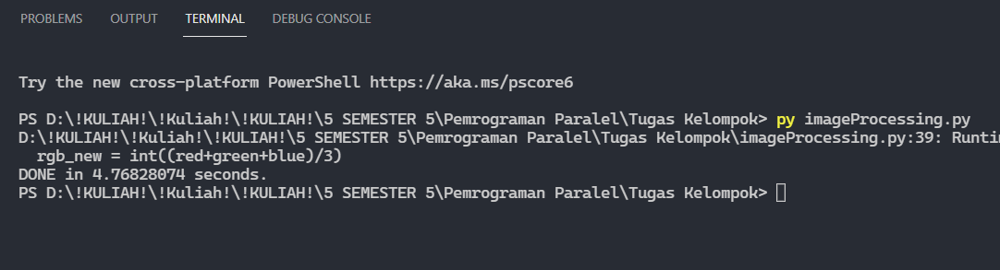 PROBLEMS OUTPUT TERMINAL DEBUG CONSOLE
Try the new cross-platform PowerShell https://aka.ms/pscore6
PS D:\!KULIAH!\!Kuliah!\!KULIAH!\5 SEMESTER 5\Pemrograman Paralel\Tugas Kelompok> py imageProcessing.py
D:\!KULIAH!\!Kuliah!\!KULIAH!\5 SEMESTER 5\Pemrograman Paralel\Tugas Kelompok\imageProcessing.py:39:
rgb_new = int((red+green+blue)/3)
DONE in 4.76828074 seconds.
PS D:\!KULIAH!\!Kuliah!\!KULIAH!\5 SEMESTER 5\Pemrograman Paralel\Tugas Kelompok>